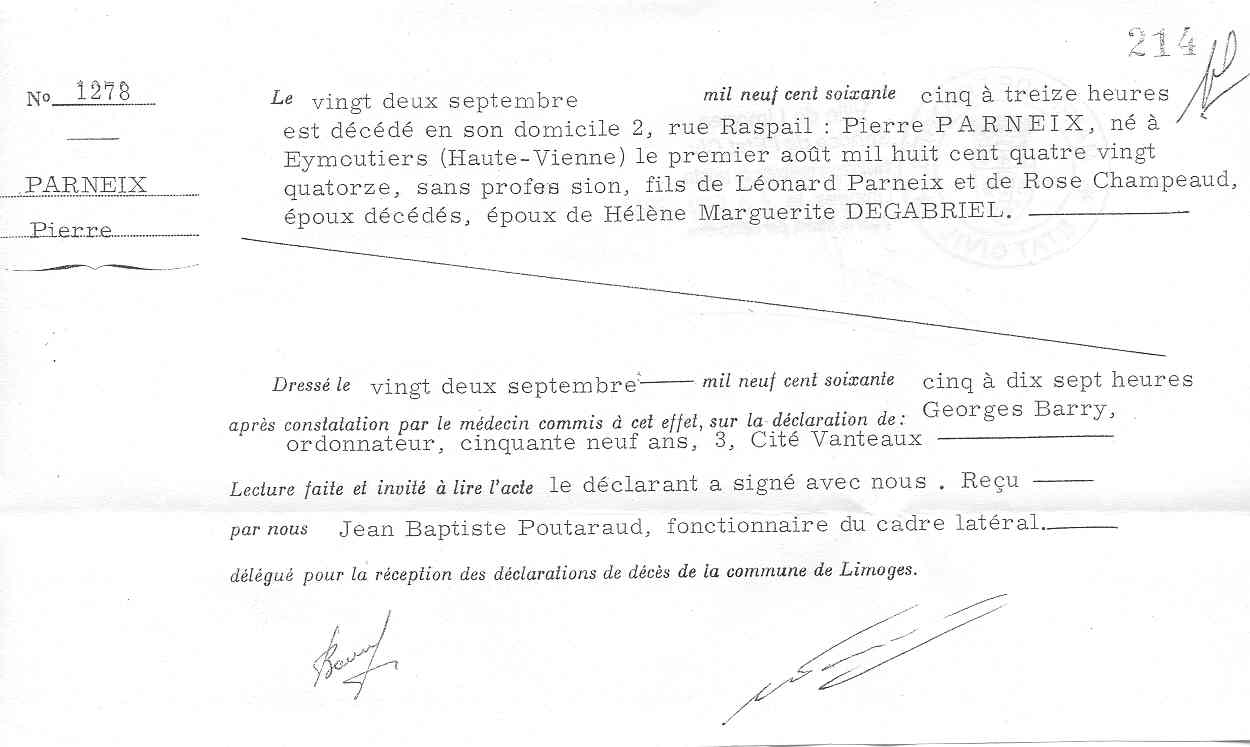 214
No 1278
PARNEIX
Pierre
Le vingt deux septembre mil neuf cent soixante cinq à treize heures
est décédé en son domicile 2, rue Raspail : Pierre PARNEIX, né à
Eymoutiers (Haute-Vienne) le premier août mil huit cent quatre vingt
quatorze, sans profes sion, fils de Léonard Parneix et de Rose Champeaud,
époux décédés, époux de Hélène Marguerite DEGABRIEL.
Dressé le vingt deux septembre mil neuf cent soixante cinq à dix sept heures
après constatation par le médecin commis à cet effet, sur la déclaration de : Georges Barry,
ordonnateur, cinquante neuf ans, 3, Cité Vanteaux
Lecture faite et invité à lire l'acte le déclarant a signé avec nous . Reçu
par nous Jean Baptiste Poutaraud, fonctionnaire du cadre latéral.
délégué pour la réception des déclarations de décès de la commune de Limoges.